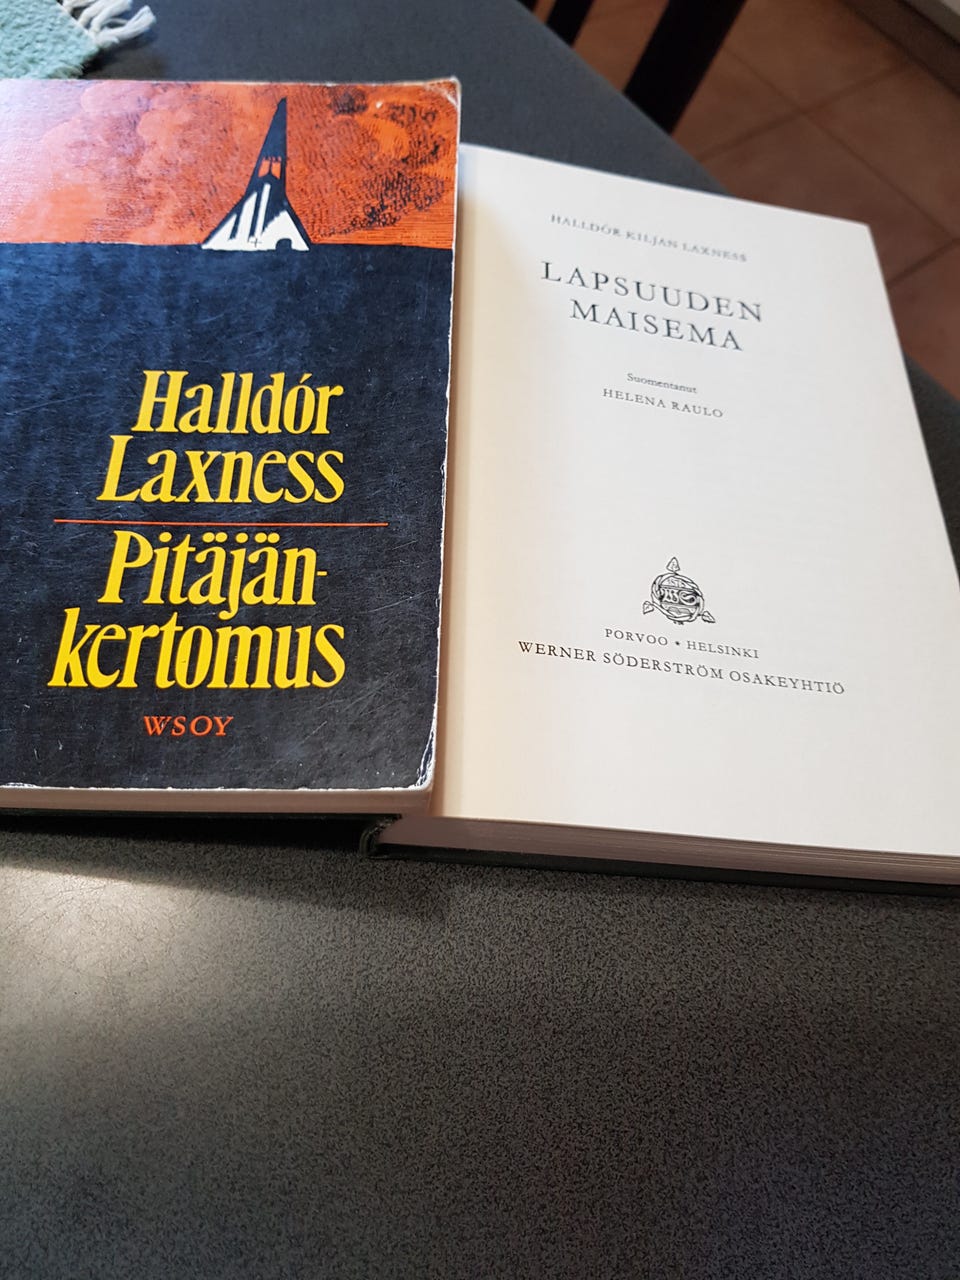 Halldór
Laxness
Pitäjän-
kertomus
WSOY
HALLDÓR KILJAN LAXNESS
LAPSUUDEN
MAISEMA
Suomentanut
HELENA RAULO
PORVOO • HELSINKI
WERNER SÖDERSTRÖM OSAKEYHTIÖ